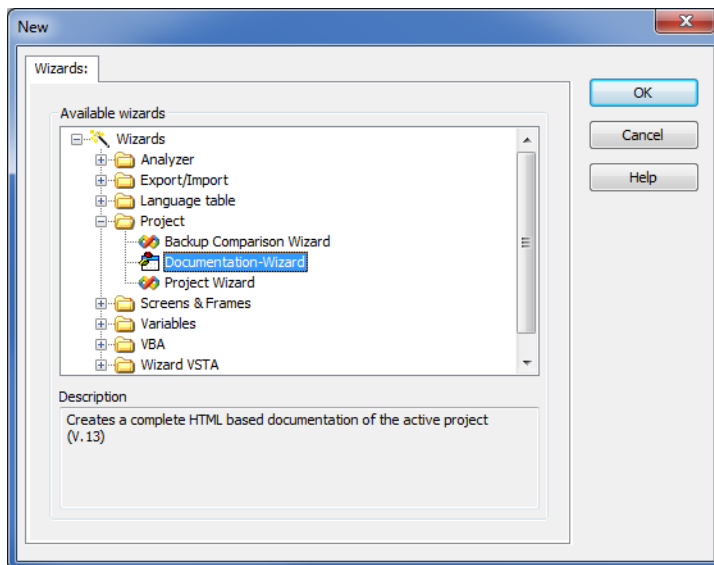 New
Wizards:
Available wizards
Wizards
Analyzer
Export/Import
Language table
Project
Backup Comparison Wizard
Documentation-Wizard
Project Wizard
Screens & Frames
Variables
VBA
Wizard VSTA
Description
Creates a complete HTML based documentation of the active project
(V.13)
OK
Cancel
Help